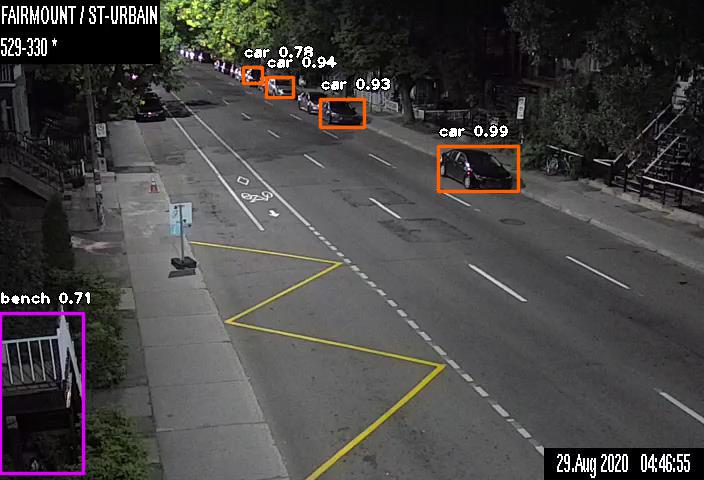 FAIRMOUNT / ST-URBAIN
529-330 *
car 0.78
car 0.94
car 0.93
car 0.99
bench 0.71
29.Aug 2020 04:46:55